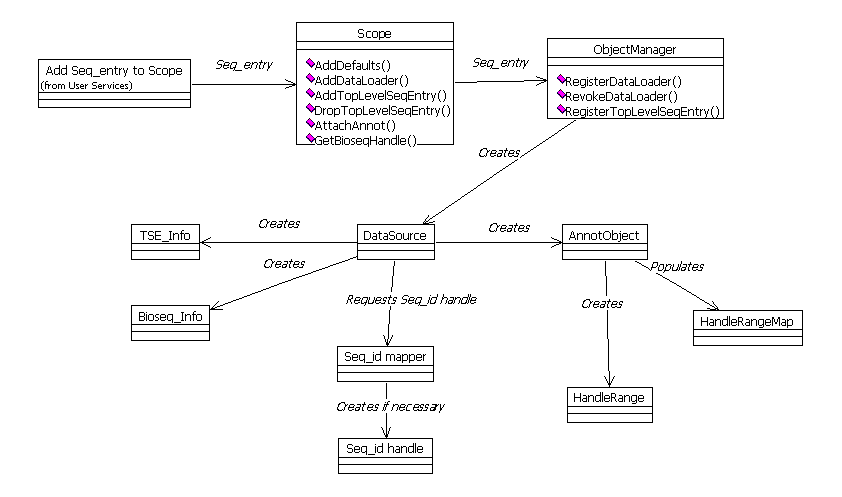 Scope
AddDefaults()
AddDataLoader()
AddTopLevelSeqEntry()
DropTopLevelSeqEntry()
AttachAnnot()
GetBioseqHandle()
Add Seq_entry to Scope
(from User Services)
Seq_entry
Seq_entry
ObjectManager
RegisterDataLoader()
RevokeDataLoader()
RegisterTopLevelSeqEntry()
Creates
TSE_Info
Creates
DataSource
Creates
AnnotObject
Creates
Populates
Bioseq_Info
Requests Seq_id handle
Creates
HandleRangeMap
Seq_id mapper
Creates if necessary
HandleRange
Seq_id handle